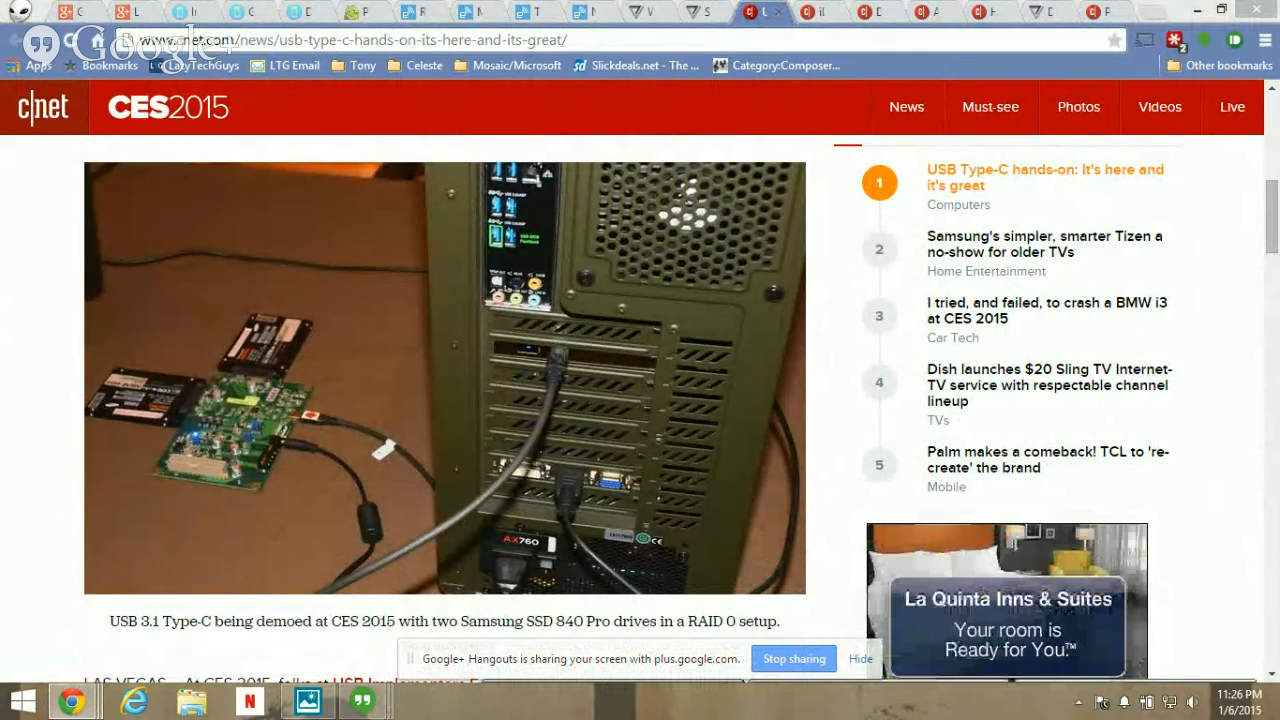 Google+
www.cnet.com/news/usb-type-c-hands-on-its-here-and-its-great/
Apps
Bookmarks
LazyTechGuys
LTG Email
Tony
Celeste
Mosaic/Microsoft
Slickdeals.net - The ...
Category:Composer...
Other bookmarks
c|net
CES2015
News
Must-see
Photos
Videos
Live
1
USB Type-C hands-on: It's here and
it's great
Computers
2
Samsung's simpler, smarter Tizen a
no-show for older TVs
Home Entertainment
3
I tried, and failed, to crash a BMW i3
at CES 2015
Car Tech
4
Dish launches $20 Sling TV Internet-
TV service with respectable channel
lineup
TVs
5
Palm makes a comeback! TCL to 're-
create' the brand
Mobile
AX760
USB 3.1 Type-C being demoed at CES 2015 with two Samsung SSD 840 Pro drives in a RAID 0 setup.
La Quinta Inns & Suites
Your room is
Ready for You.™
Google+ Hangouts is sharing your screen with plus.google.com.
Stop sharing
Hide
11:26 PM
1/6/2015